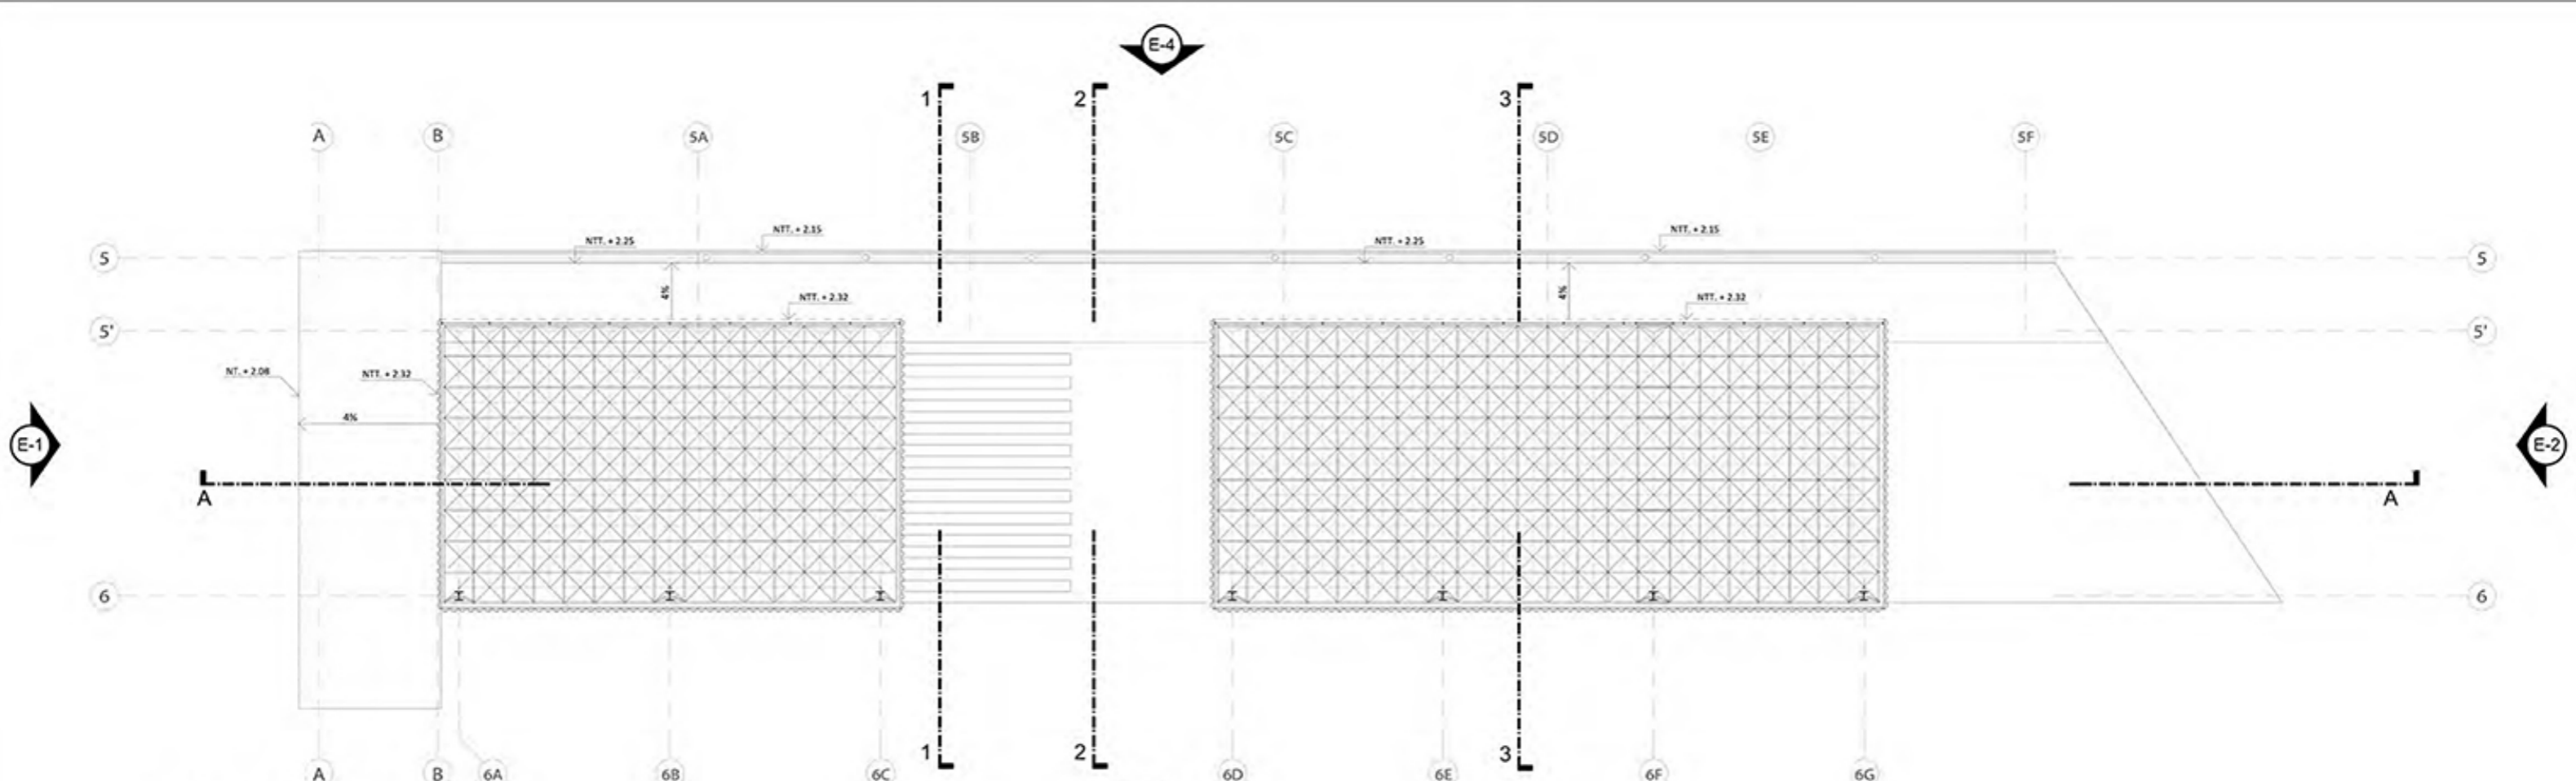 E-4
1 2 3
A B 5A 5B 5C 5D 5E 5F
NTT. + 2.25 NTT. + 2.15 NTT. + 2.25 NTT. + 2.15
5 5
4% NTT. + 2.32 4% NTT. + 2.32
5' 5'
NT. + 2.08 NTT. + 2.32
4%
E-1 E-2
A A
6 6
1 2 3
A B 6A 6B 6C 6D 6E 6F 6G